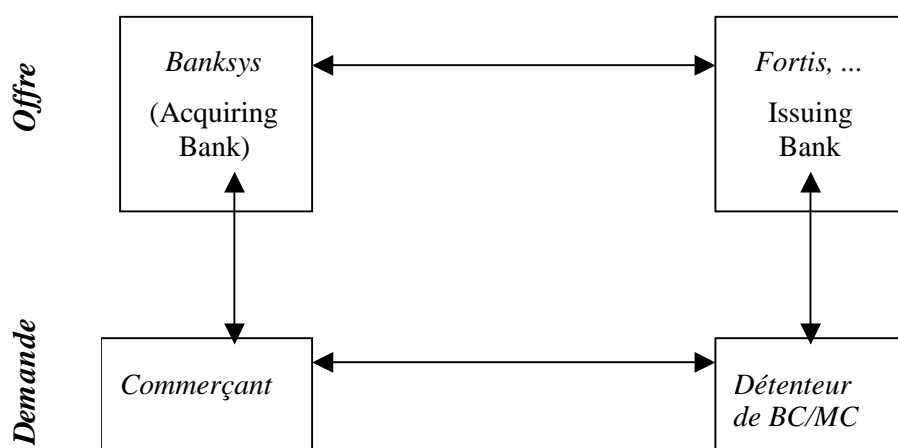 Offre
Banksys
(Acquiring
Bank)
Fortis, ...
Issuing
Bank
Demande
Commerçant
Détenteur
de BC/MC